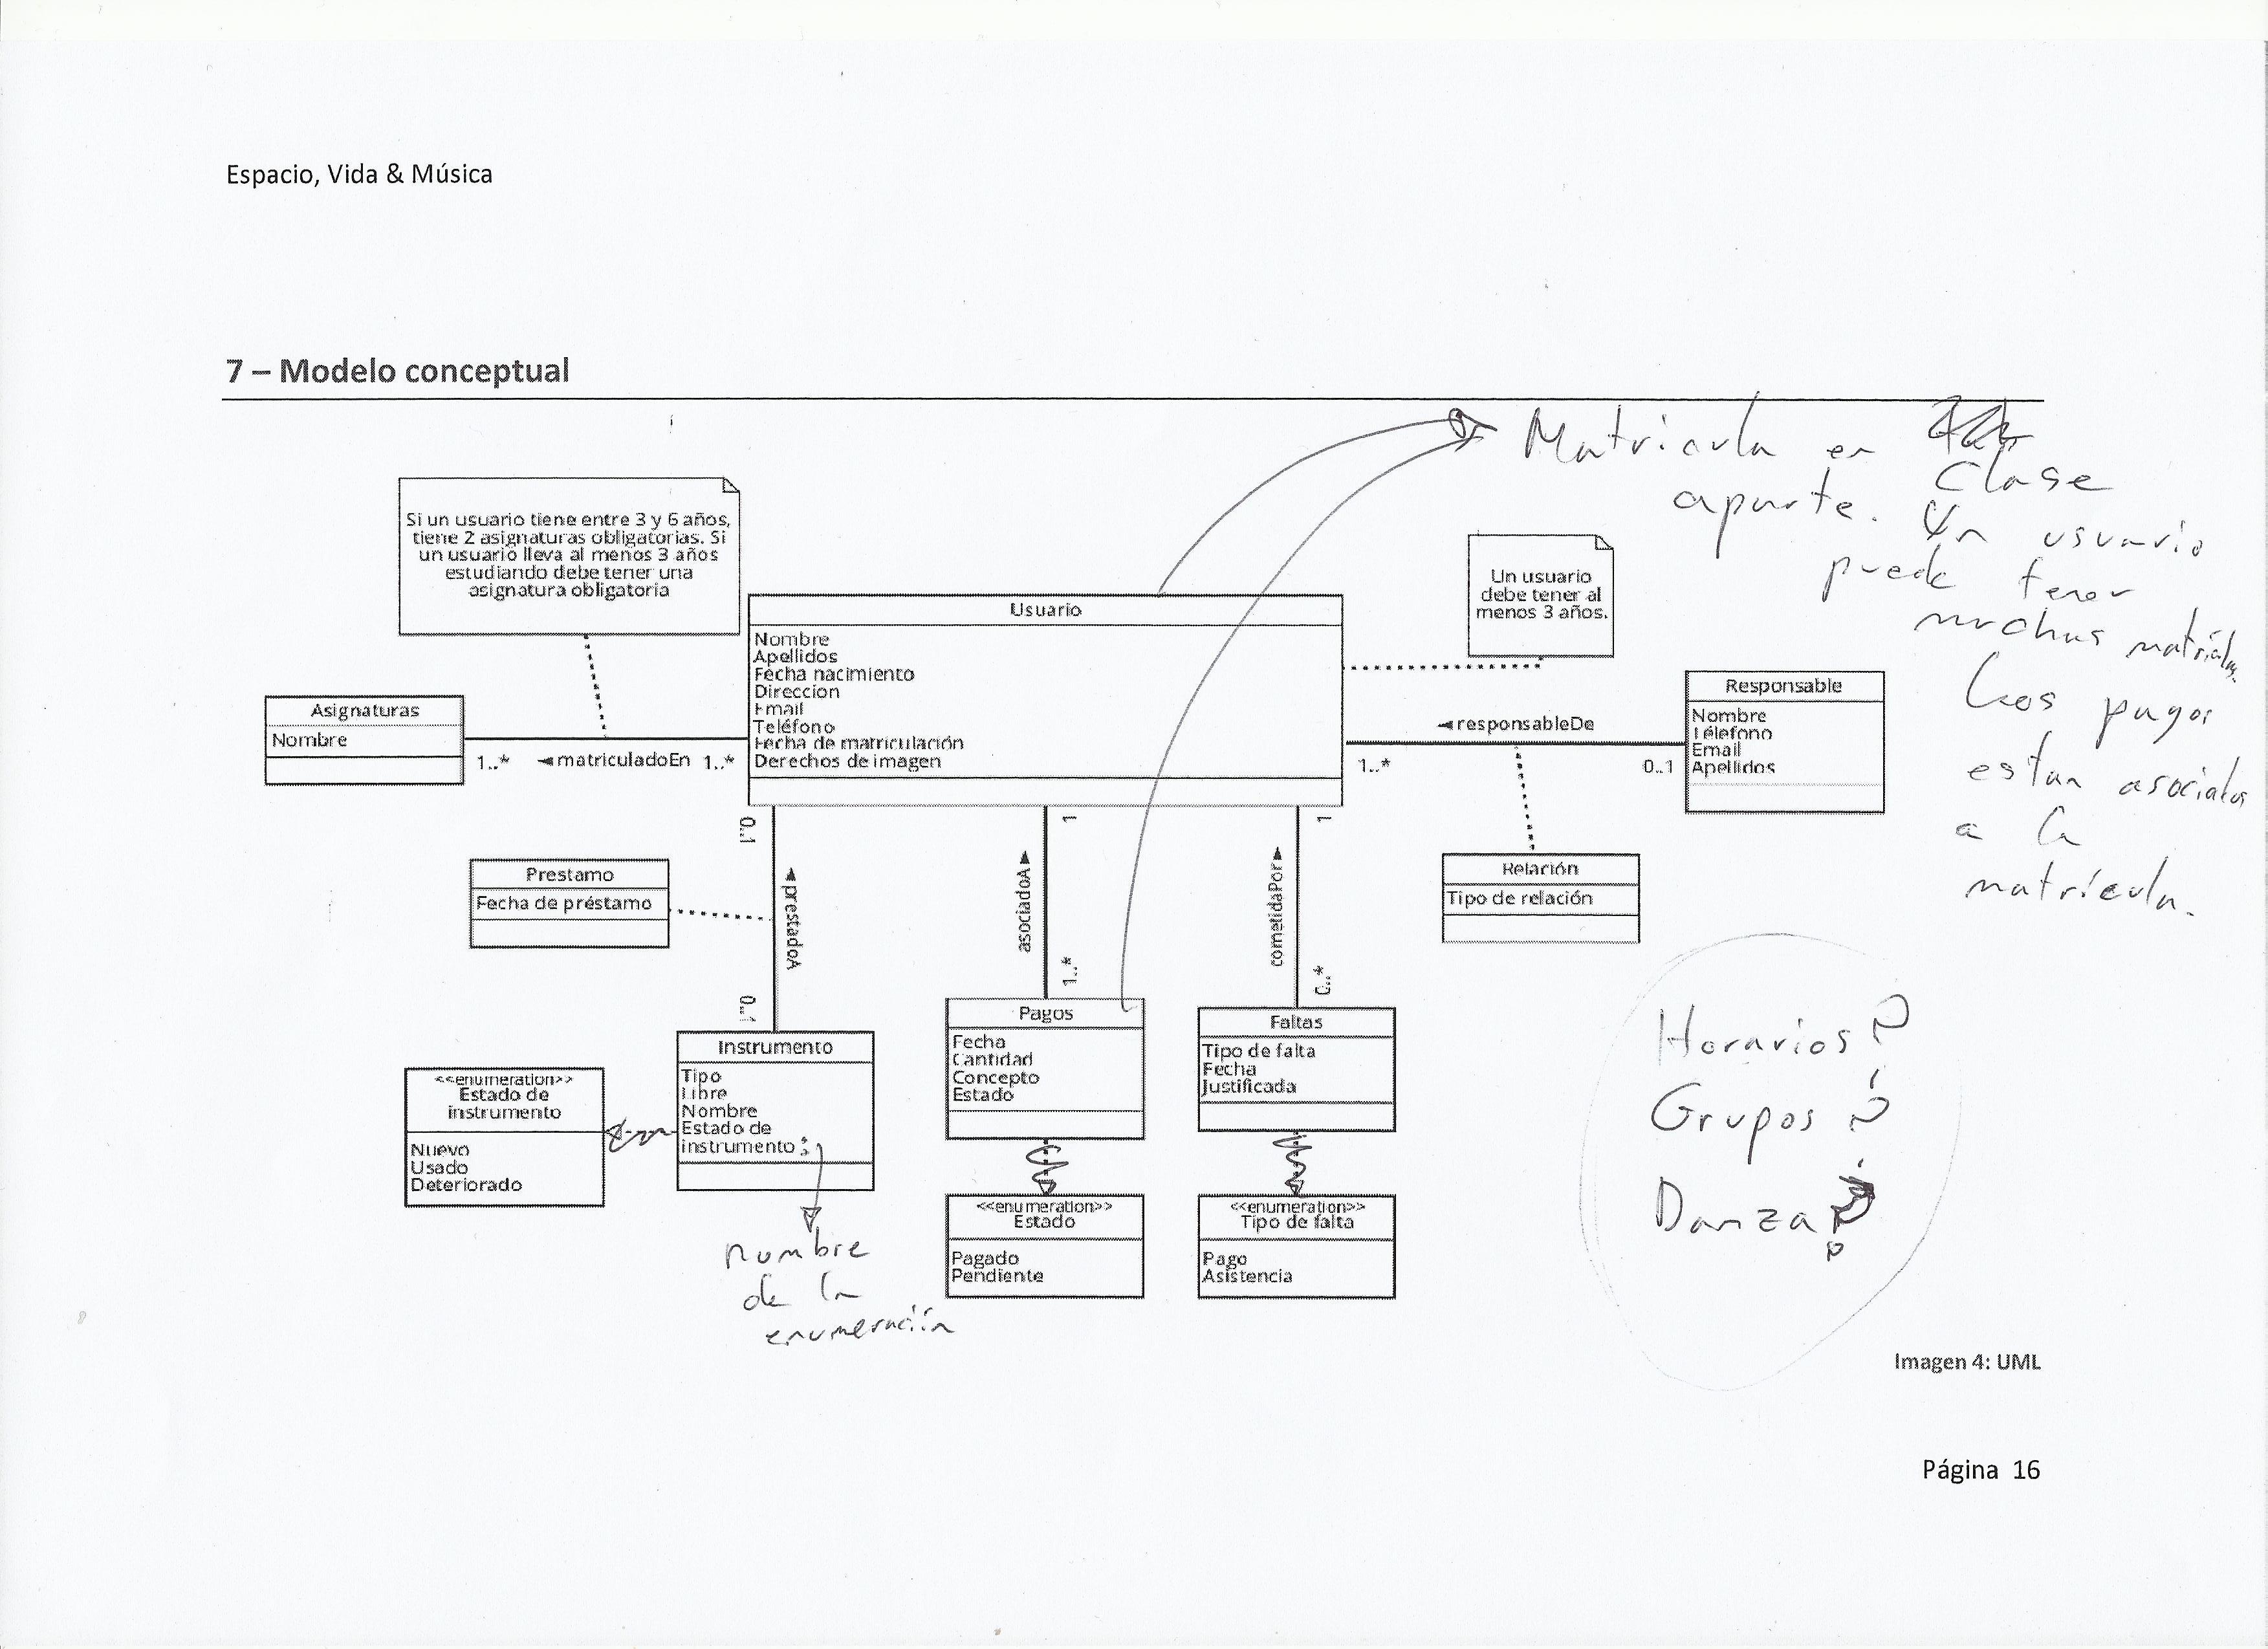 Espacio, Vida & Música
7 – Modelo conceptual
Matricula en
Clase
aparte. Un usuario
puede tener
muchas matriculas.
Los pagos
estan asociados
a la
matrícula.
Si un usuario tiene entre 3 y 6 años,
tiene 2 asignaturas obligatorias. Si
un usuario lleva al menos 3 años
estudiando debe tener una
asignatura obligatoria
Un usuario
debe tener al
menos 3 años.
Usuario
Nombre
Apellidos
Fecha nacimiento
Direccion
Email
Teléfono
Fecha de matriculación
Derechos de imagen
Asignaturas
Nombre
1..* ◄matriculadoEn 1..*
◄responsableDe
1..* 0..1
Responsable
Nombre
Télefono
Email
Apellidos
Relación
Tipo de relación
Prestamo
Fecha de préstamo
0..1
prestadoA►
0..1
1
asociadoA►
1..*
1
cometidaPor►
0..*
Instrumento
Tipo
Libre
Nombre
Estado de
instrumento :
nombre
de la
enumeración
<<enumeration>>
Estado de
instrumento
Nuevo
Usado
Deteriorado
Pagos
Fecha
Cantidad
Concepto
Estado
<<enumeration>>
Estado
Pagado
Pendiente
Faltas
Tipo de falta
Fecha
Justificada
<<enumeration>>
Tipo de falta
Pago
Asistencia
Horarios?
Grupos?
Danza?
Imagen 4: UML
Página 16